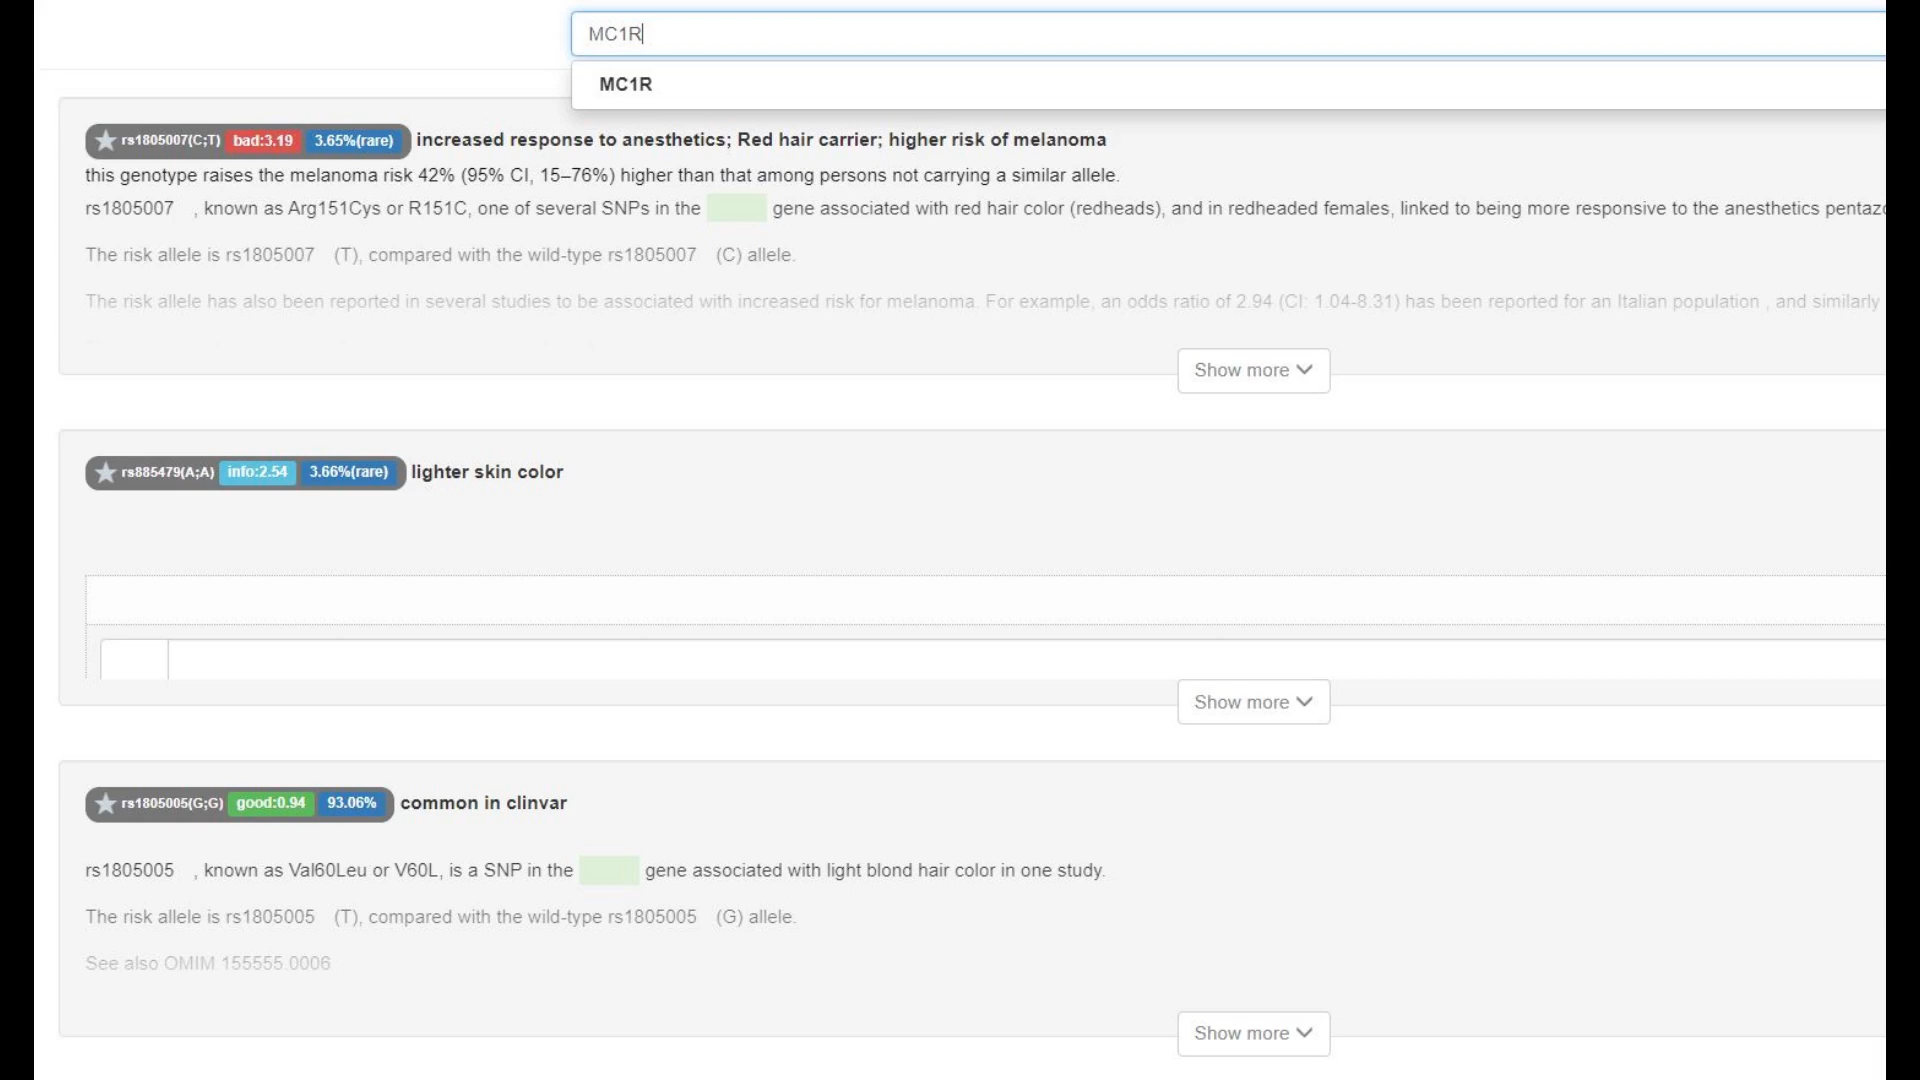 MC1R
MC1R
rs1805007(C;T) bad:3.19 3.65%(rare) increased response to anesthetics; Red hair carrier; higher risk of melanoma
this genotype raises the melanoma risk 42% (95% CI, 15–76%) higher than that among persons not carrying a similar allele.
rs1805007 , known as Arg151Cys or R151C, one of several SNPs in the gene associated with red hair color (redheads), and in redheaded females, linked to being more responsive to the anesthetics pentazo
The risk allele is rs1805007 (T), compared with the wild-type rs1805007 (C) allele.
The risk allele has also been reported in several studies to be associated with increased risk for melanoma. For example, an odds ratio of 2.94 (CI: 1.04-8.31) has been reported for an Italian population , and similarly
Show more
rs885479(A;A) info:2.54 3.66%(rare) lighter skin color
Show more
rs1805005(G;G) good:0.94 93.06% common in clinvar
rs1805005 , known as Val60Leu or V60L, is a SNP in the gene associated with light blond hair color in one study.
The risk allele is rs1805005 (T), compared with the wild-type rs1805005 (G) allele.
See also OMIM 155555.0006
Show more